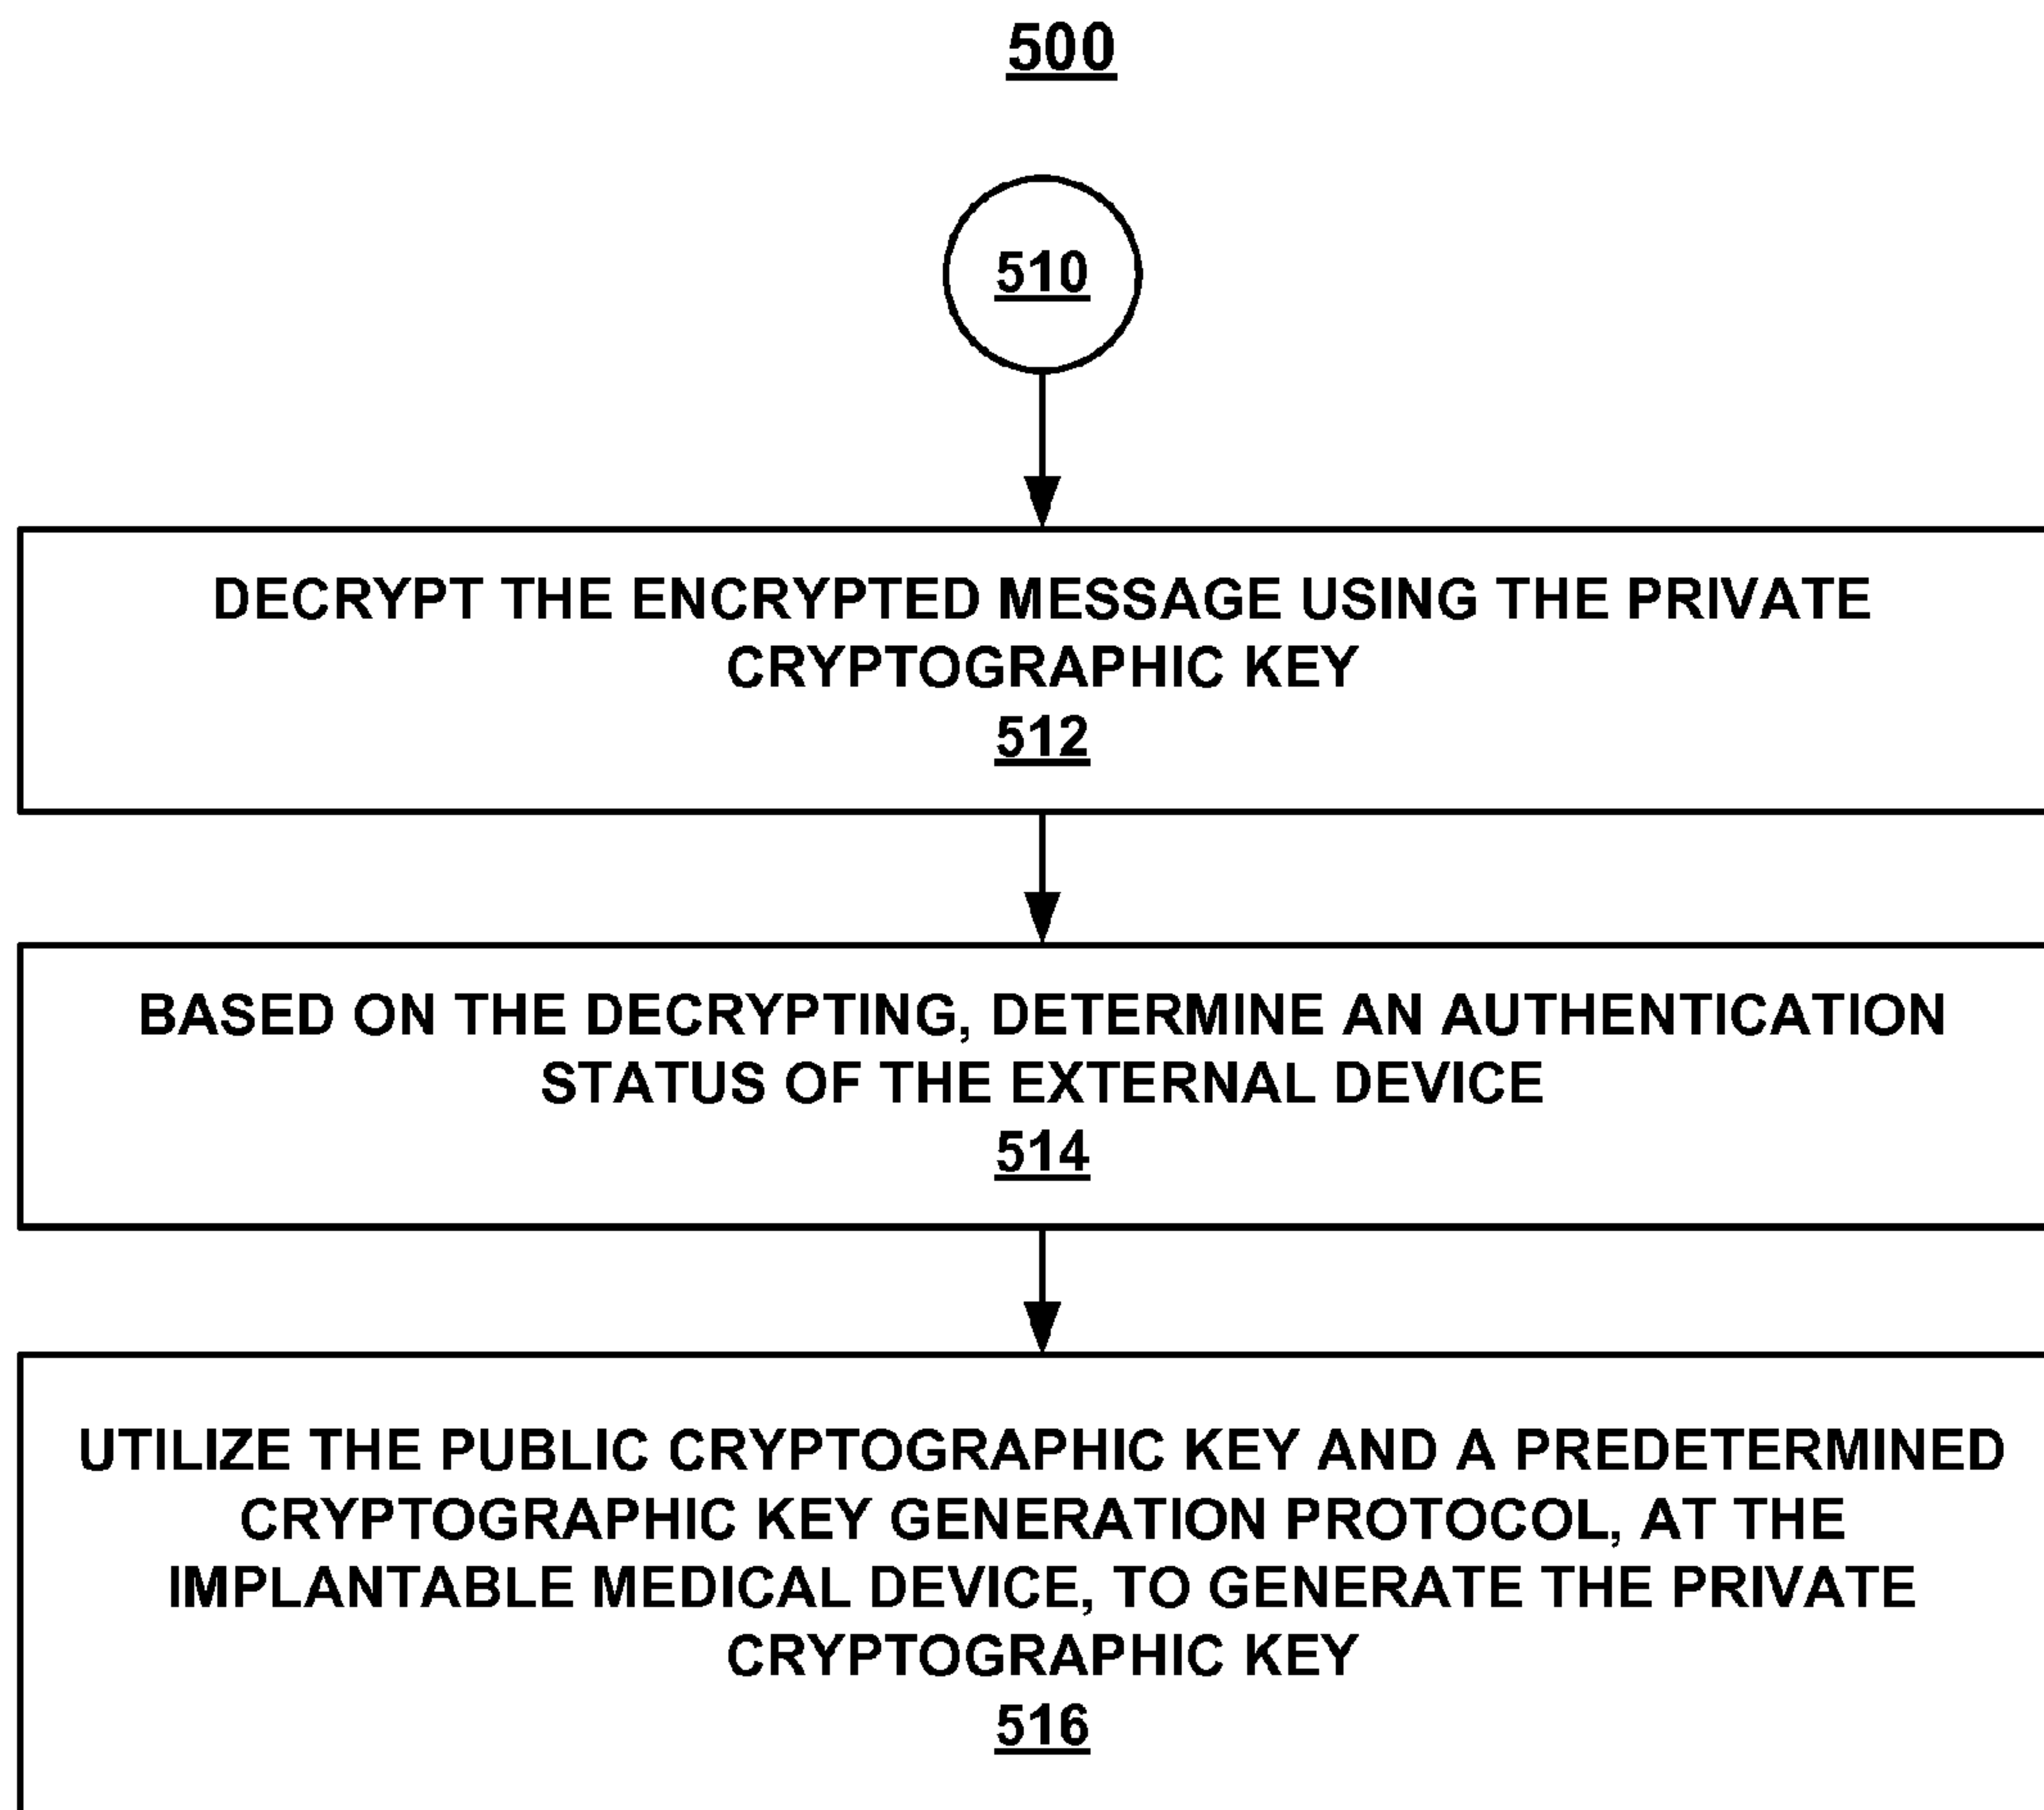 500
510
DECRYPT THE ENCRYPTED MESSAGE USING THE PRIVATE
CRYPTOGRAPHIC KEY
512
BASED ON THE DECRYPTING, DETERMINE AN AUTHENTICATION
STATUS OF THE EXTERNAL DEVICE
514
UTILIZE THE PUBLIC CRYPTOGRAPHIC KEY AND A PREDETERMINED
CRYPTOGRAPHIC KEY GENERATION PROTOCOL, AT THE
IMPLANTABLE MEDICAL DEVICE, TO GENERATE THE PRIVATE
CRYPTOGRAPHIC KEY
516